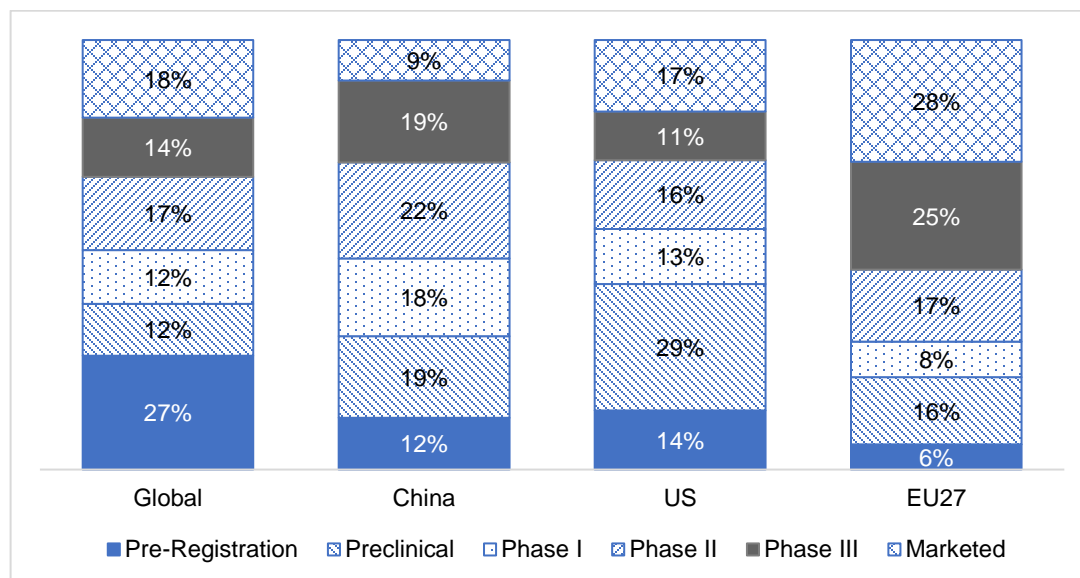 18% 9% 17% 28%
14% 19% 11% 25%
17% 22% 16% 17%
12% 18% 13% 8%
12% 19% 29% 16%
27% 12% 14% 6%
Global China US EU27
Pre-Registration Preclinical Phase I Phase II Phase III Marketed